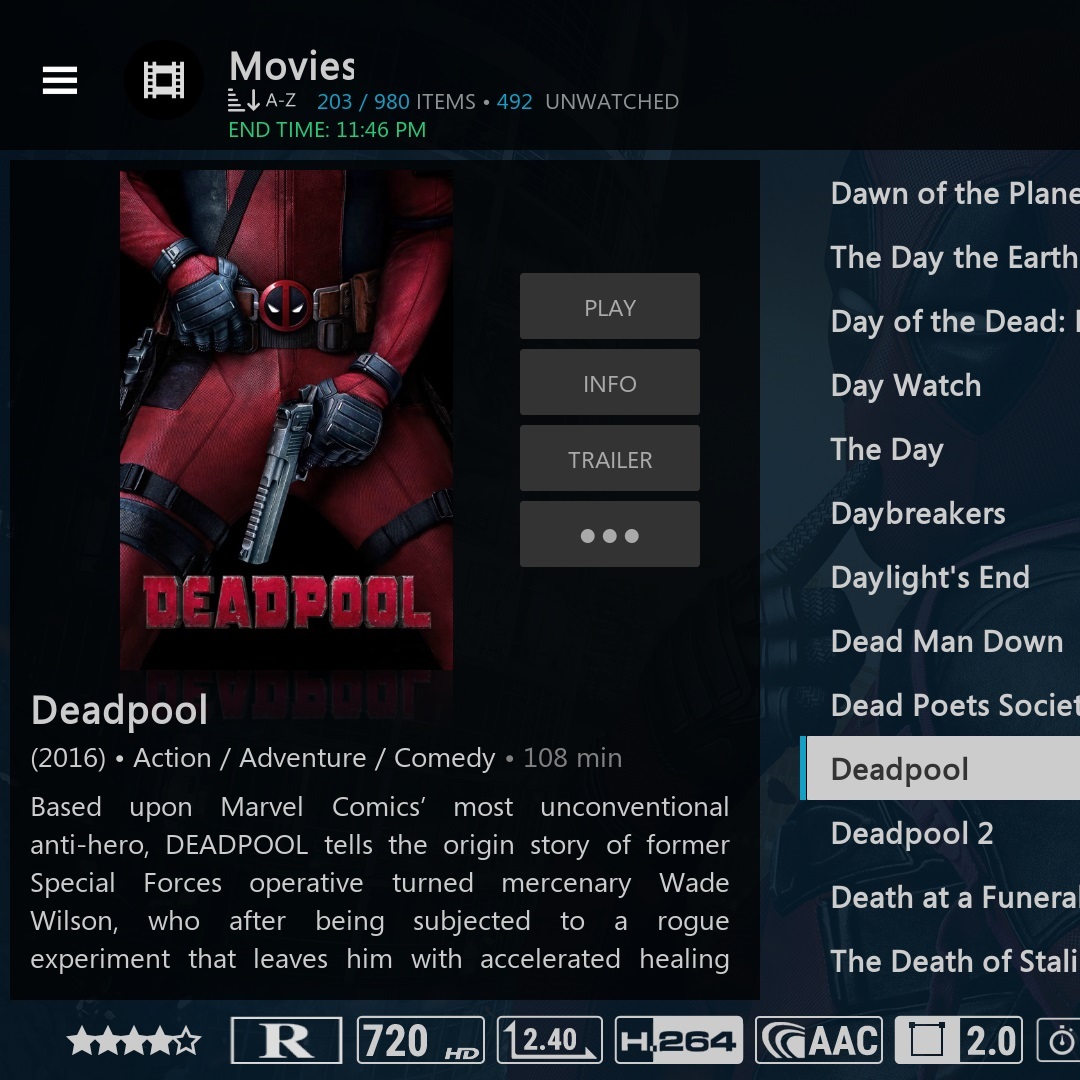 Movies
A-Z 203 / 980 ITEMS • 492 UNWATCHED
END TIME: 11:46 PM
DEADPOOL
PLAY
INFO
TRAILER
Deadpool
(2016) • Action / Adventure / Comedy • 108 min
Based upon Marvel Comics’ most unconventional
anti-hero, DEADPOOL tells the origin story of former
Special Forces operative turned mercenary Wade
Wilson, who after being subjected to a rogue
experiment that leaves him with accelerated healing
Dawn of the Plane
The Day the Earth
Day of the Dead:
Day Watch
The Day
Daybreakers
Daylight's End
Dead Man Down
Dead Poets Societ
Deadpool
Deadpool 2
Death at a Funeral
The Death of Stali
R 720 HD 2.40 H.264 AAC 2.0